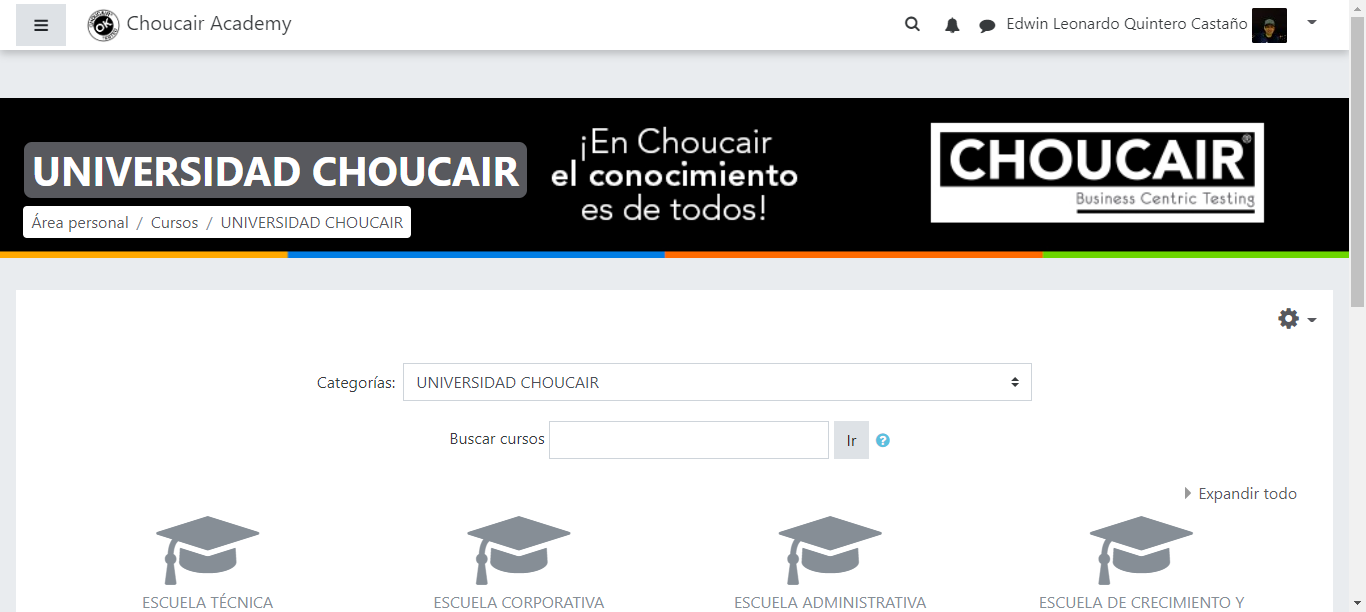 Choucair Academy
Edwin Leonardo Quintero Castaño
UNIVERSIDAD CHOUCAIR
Área personal / Cursos / UNIVERSIDAD CHOUCAIR
¡En Choucair
el conocimiento
es de todos!
CHOUCAIR®
Business Centric Testing
Categorías: UNIVERSIDAD CHOUCAIR
Buscar cursos Ir ?
Expandir todo
ESCUELA TÉCNICA ESCUELA CORPORATIVA ESCUELA ADMINISTRATIVA ESCUELA DE CRECIMIENTO Y